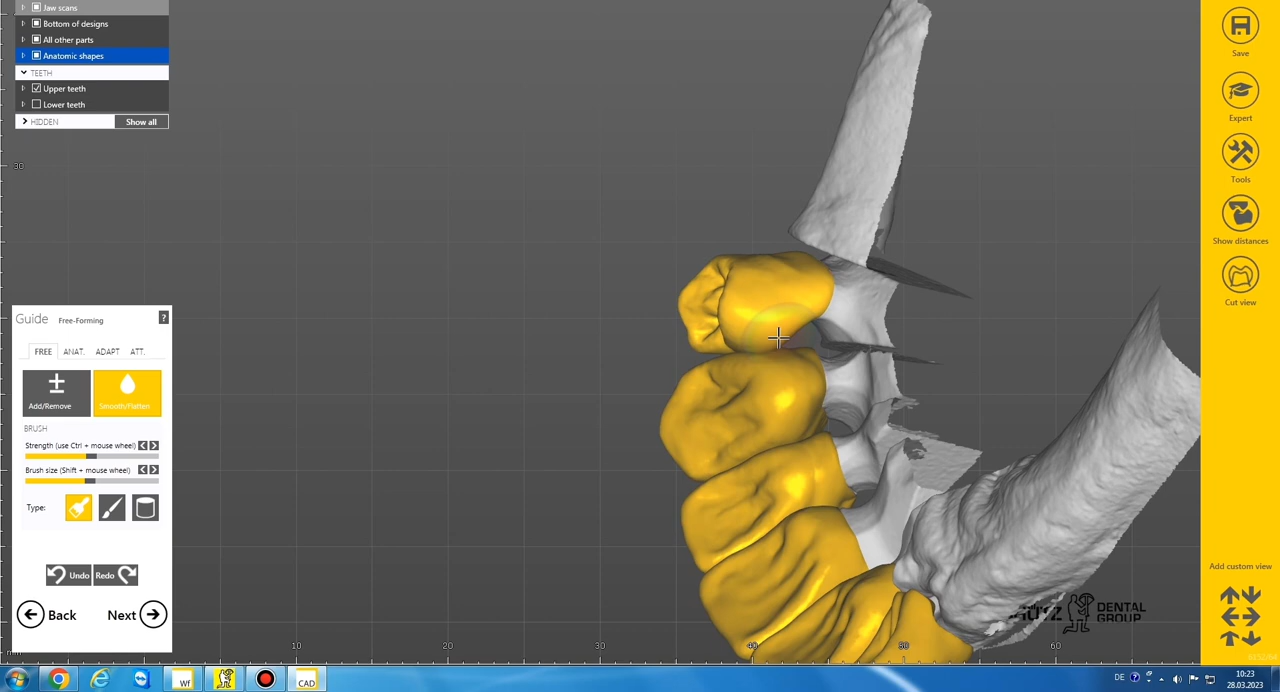 Jaw scans
Bottom of designs
All other parts
Anatomic shapes
TEETH
Upper teeth
Lower teeth
HIDDEN
Show all
30
Guide
Free-Forming
?
FREE
ANAT.
ADAPT
ATT.
Add/Remove
Smooth/Flatten
BRUSH
Strength (use Ctrl + mouse wheel)
Brush size (Shift + mouse wheel)
Type:
Undo
Redo
Back
Next
Save
Expert
Tools
Show distances
Cut view
Add custom view
DENTAL
GROUP
10
20
30
40
50
60
Wf
CAD
DE
10:23
28.03.2023